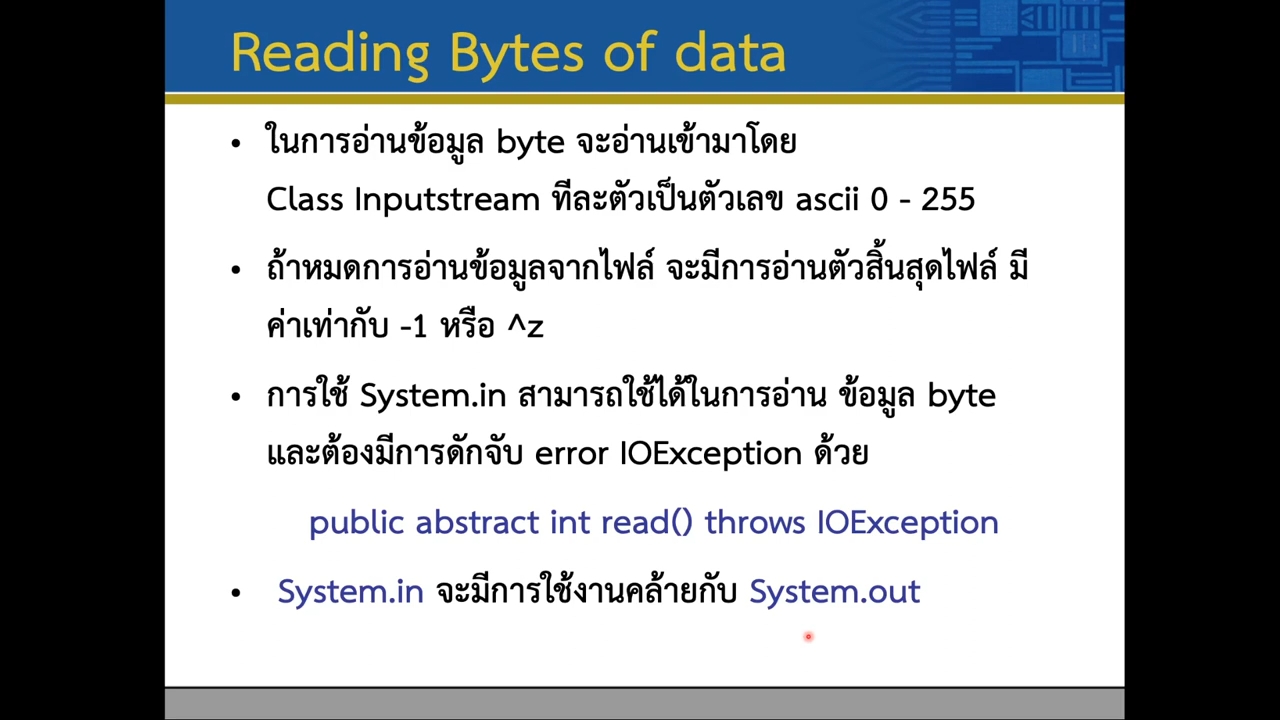 Reading Bytes of data
• ในการอ่านข้อมูล byte จะอ่านเข้ามาโดย
Class Inputstream ทีละตัวเป็นตัวเลข ascii 0 - 255
• ถ้าหมดการอ่านข้อมูลจากไฟล์ จะมีการอ่านตัวสิ้นสุดไฟล์ มี
ค่าเท่ากับ -1 หรือ ^z
• การใช้ System.in สามารถใช้ได้ในการอ่าน ข้อมูล byte
และต้องมีการดักจับ error IOException ด้วย
public abstract int read() throws IOException
• System.in จะมีการใช้งานคล้ายกับ System.out